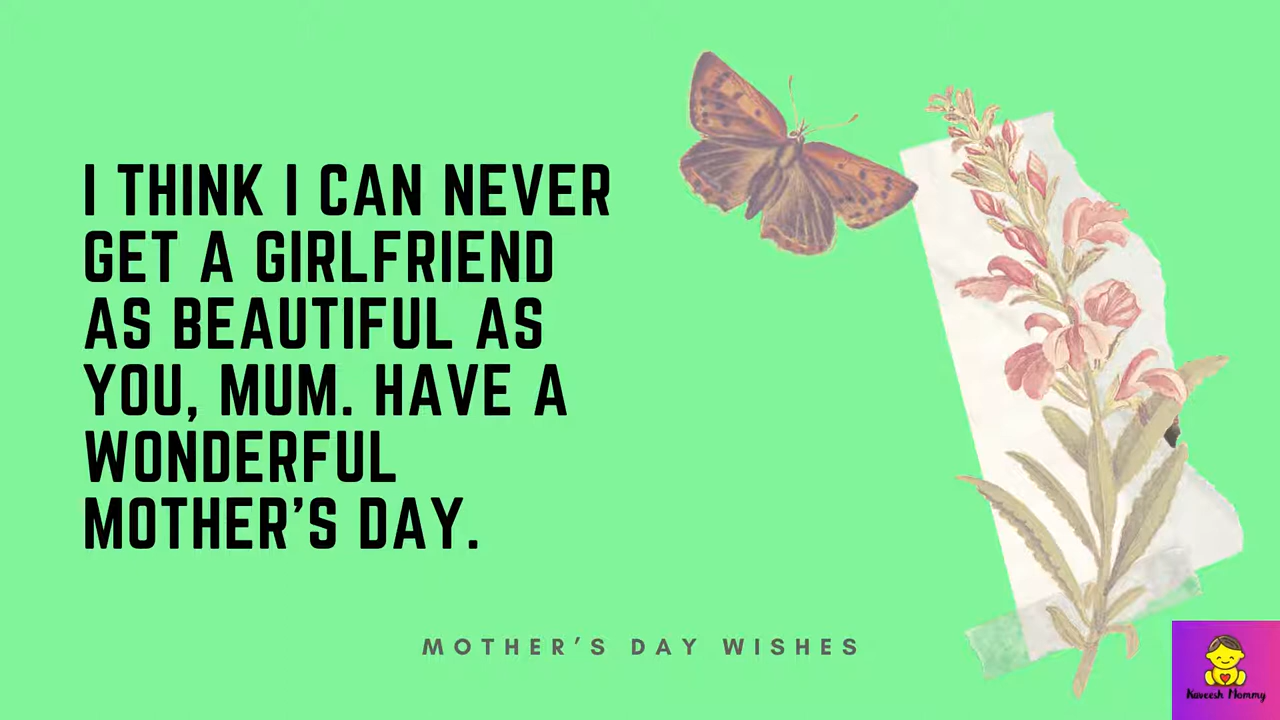 I THINK I CAN NEVER
GET A GIRLFRIEND
AS BEAUTIFUL AS
YOU, MUM. HAVE A
WONDERFUL
MOTHER’S DAY.
MOTHER’S DAY WISHES
Kaveesh Mommy